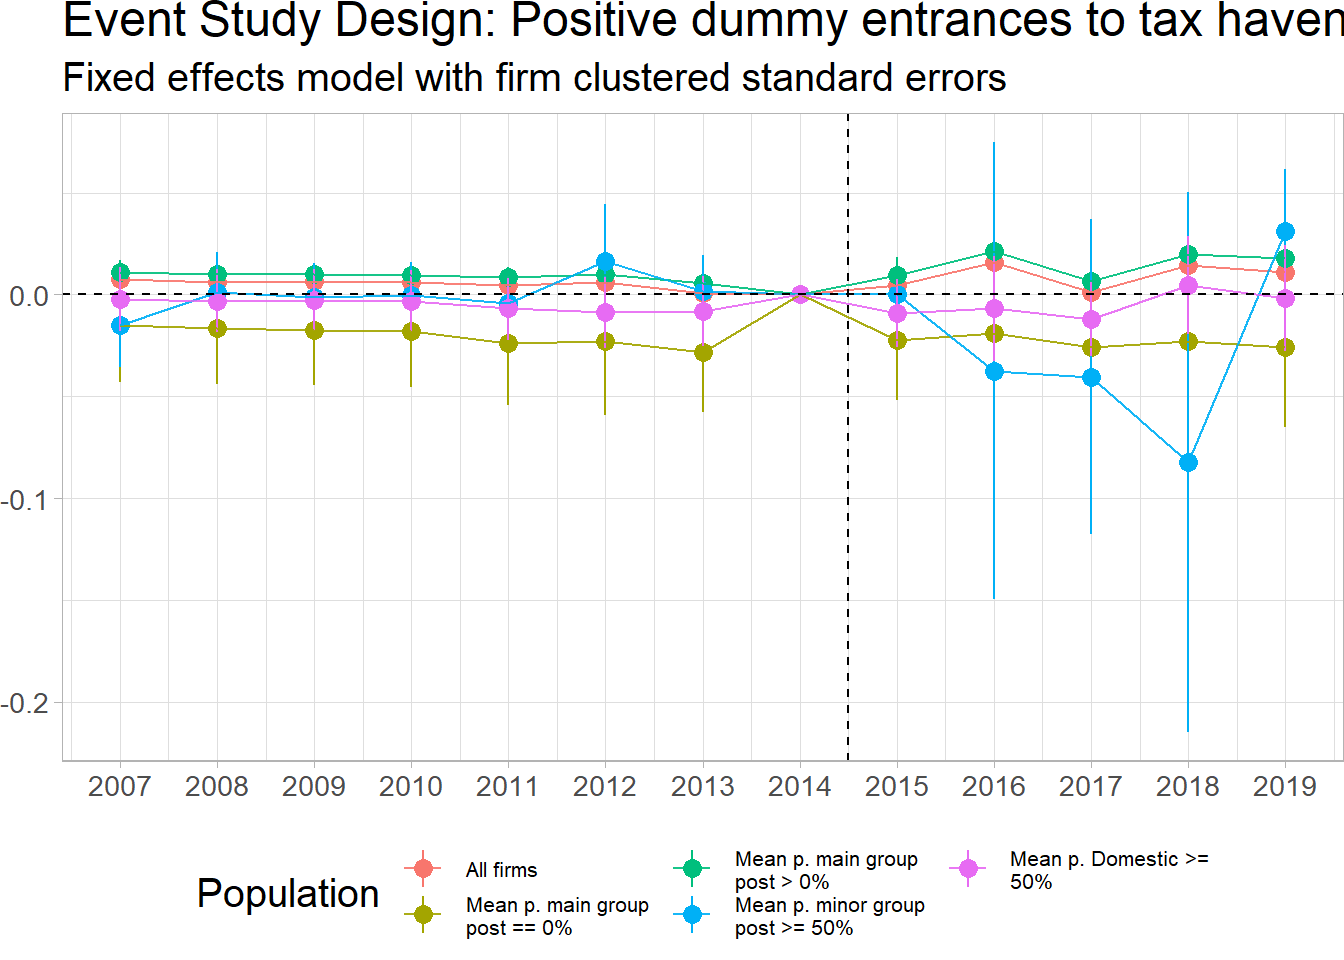 Event Study Design: Positive dummy entrances to tax haven
Fixed effects model with firm clustered standard errors
0.0
-0.1
-0.2
2007 2008 2009 2010 2011 2012 2013 2014 2015 2016 2017 2018 2019
Population
All firms
Mean p. main group
post == 0%
Mean p. main group
post > 0%
Mean p. minor group
post >= 50%
Mean p. Domestic >=
50%